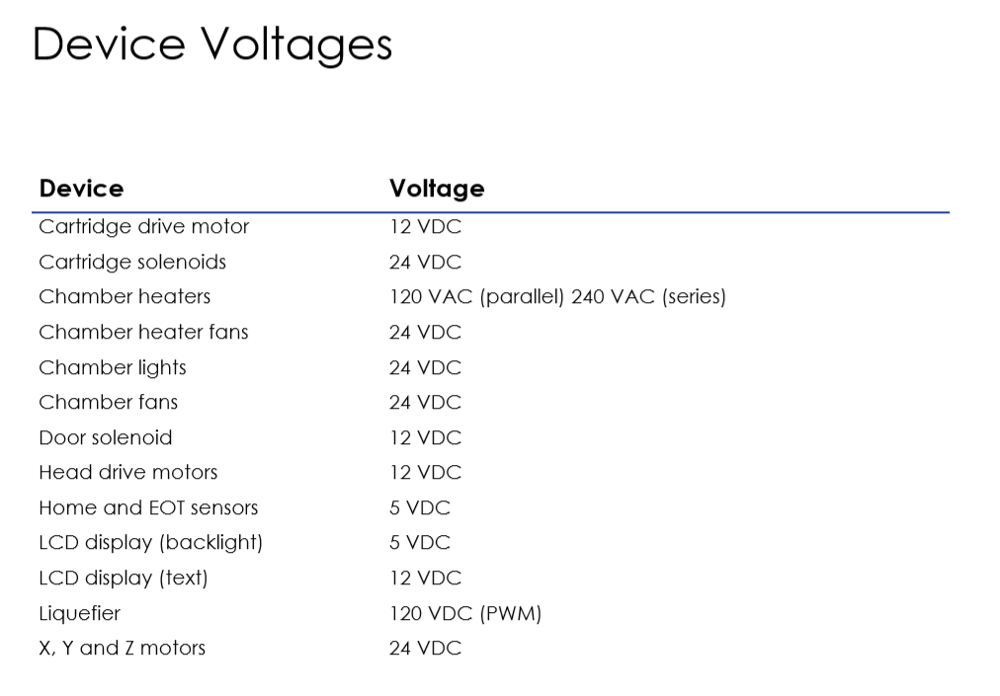 Device Voltages
Device Voltage
Cartridge drive motor 12 VDC
Cartridge solenoids 24 VDC
Chamber heaters 120 VAC (parallel) 240 VAC (series)
Chamber heater fans 24 VDC
Chamber lights 24 VDC
Chamber fans 24 VDC
Door solenoid 12 VDC
Head drive motors 12 VDC
Home and EOT sensors 5 VDC
LCD display (backlight) 5 VDC
LCD display (text) 12 VDC
Liquefier 120 VDC (PWM)
X, Y and Z motors 24 VDC